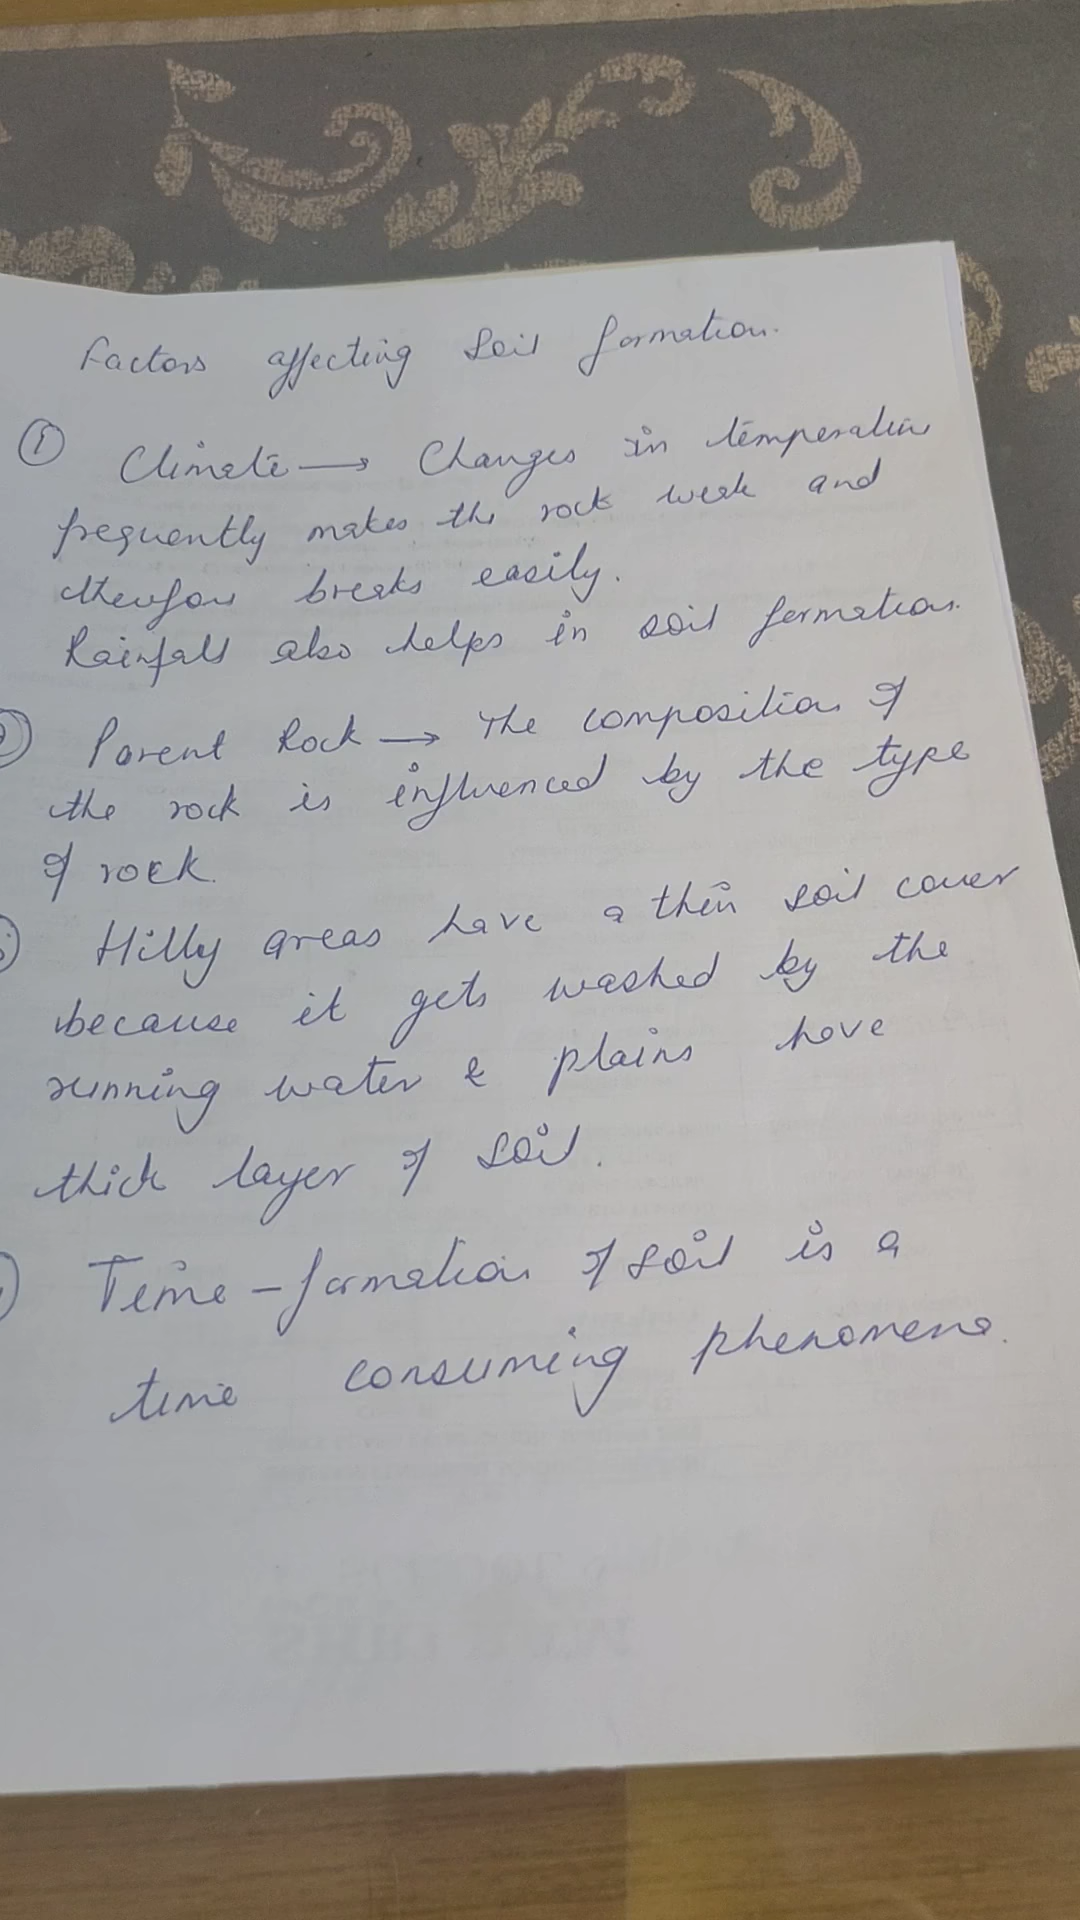 Factors affecting Soil formation.
① Climate → Changes in temperature
frequently makes the rock weak and
therefore breaks easily.
Rainfall also helps in soil formation.
Parent Rock → The composition of
the rock is influenced by the type
of rock.
Hilly areas have a thin soil cover
because it gets washed by the
running water & plains have
thick layer of soil.
Time - formation of soil is a
time consuming phenomena.